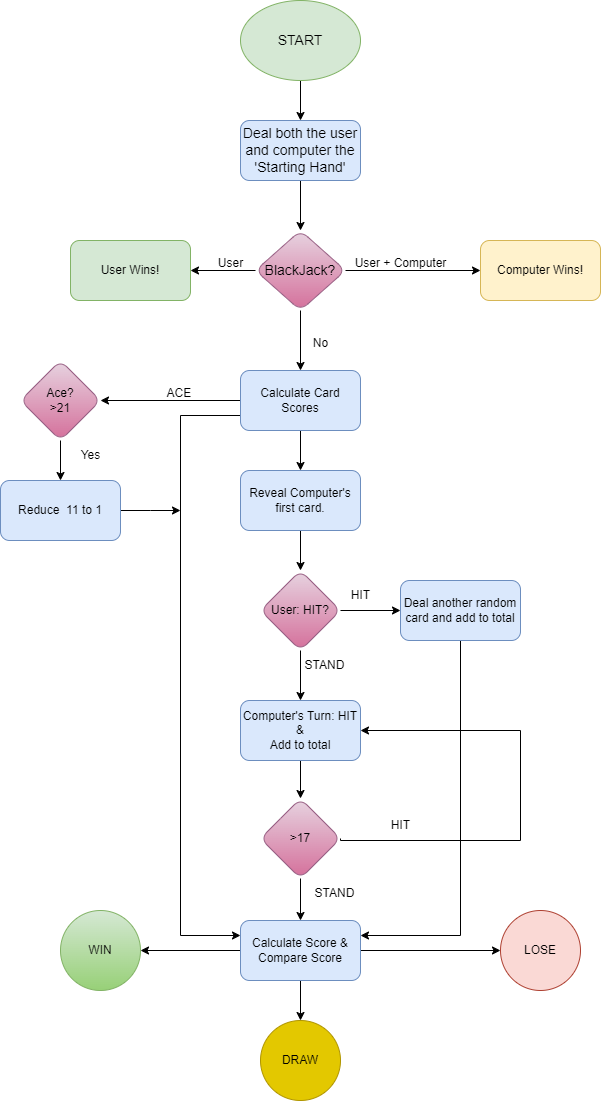 START
Deal both the user
and computer the
'Starting Hand'
User Wins!
User
BlackJack?
User + Computer
Computer Wins!
No
Ace?
>21
ACE
Calculate Card
Scores
Yes
Reduce  11 to 1
Reveal Computer's
first card.
User: HIT?
HIT
Deal another random
card and add to total
STAND
Computer's Turn: HIT
&
Add to total
>17
HIT
STAND
WIN
Calculate Score &
Compare Score
LOSE
DRAW